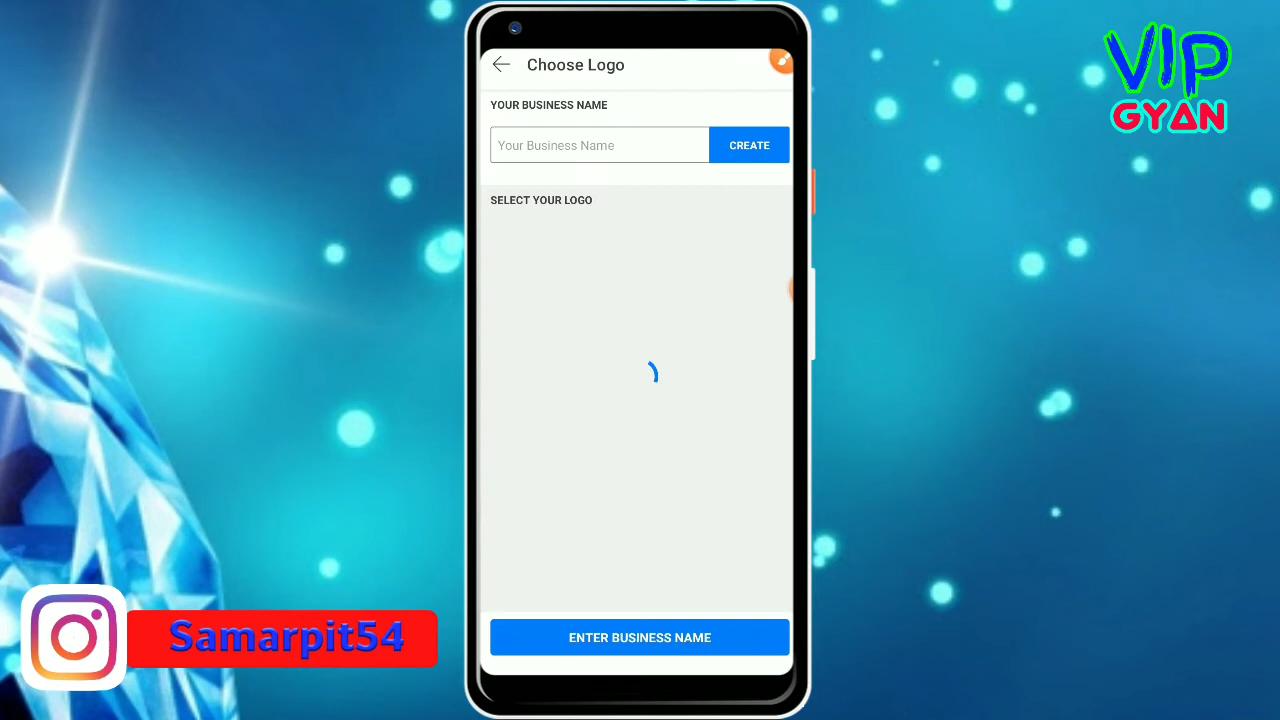 Choose Logo
YOUR BUSINESS NAME
Your Business Name
CREATE
SELECT YOUR LOGO
ENTER BUSINESS NAME
VIP
GYAN
Samarpit54